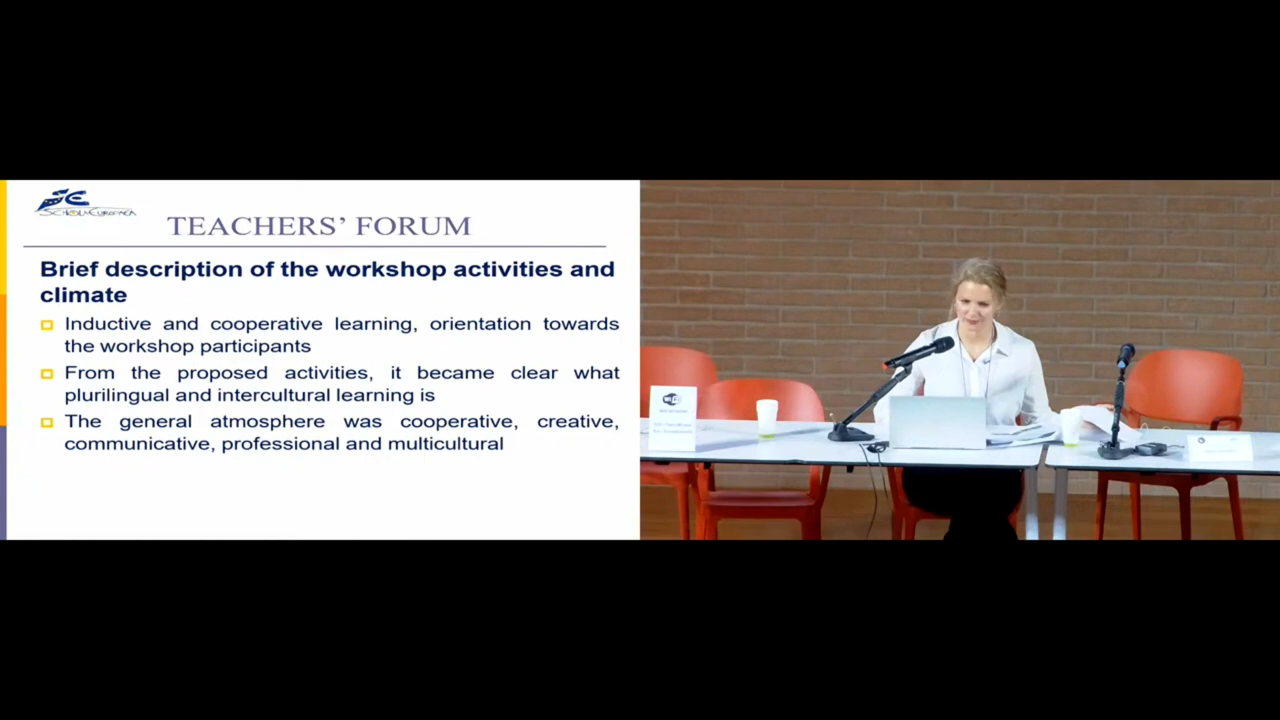 SCHOLA EUROPAEA
TEACHERS’ FORUM
Brief description of the workshop activities and
climate
Inductive and cooperative learning, orientation towards
the workshop participants
From the proposed activities, it became clear what
plurilingual and intercultural learning is
The general atmosphere was cooperative, creative,
communicative, professional and multicultural
Wi Fi